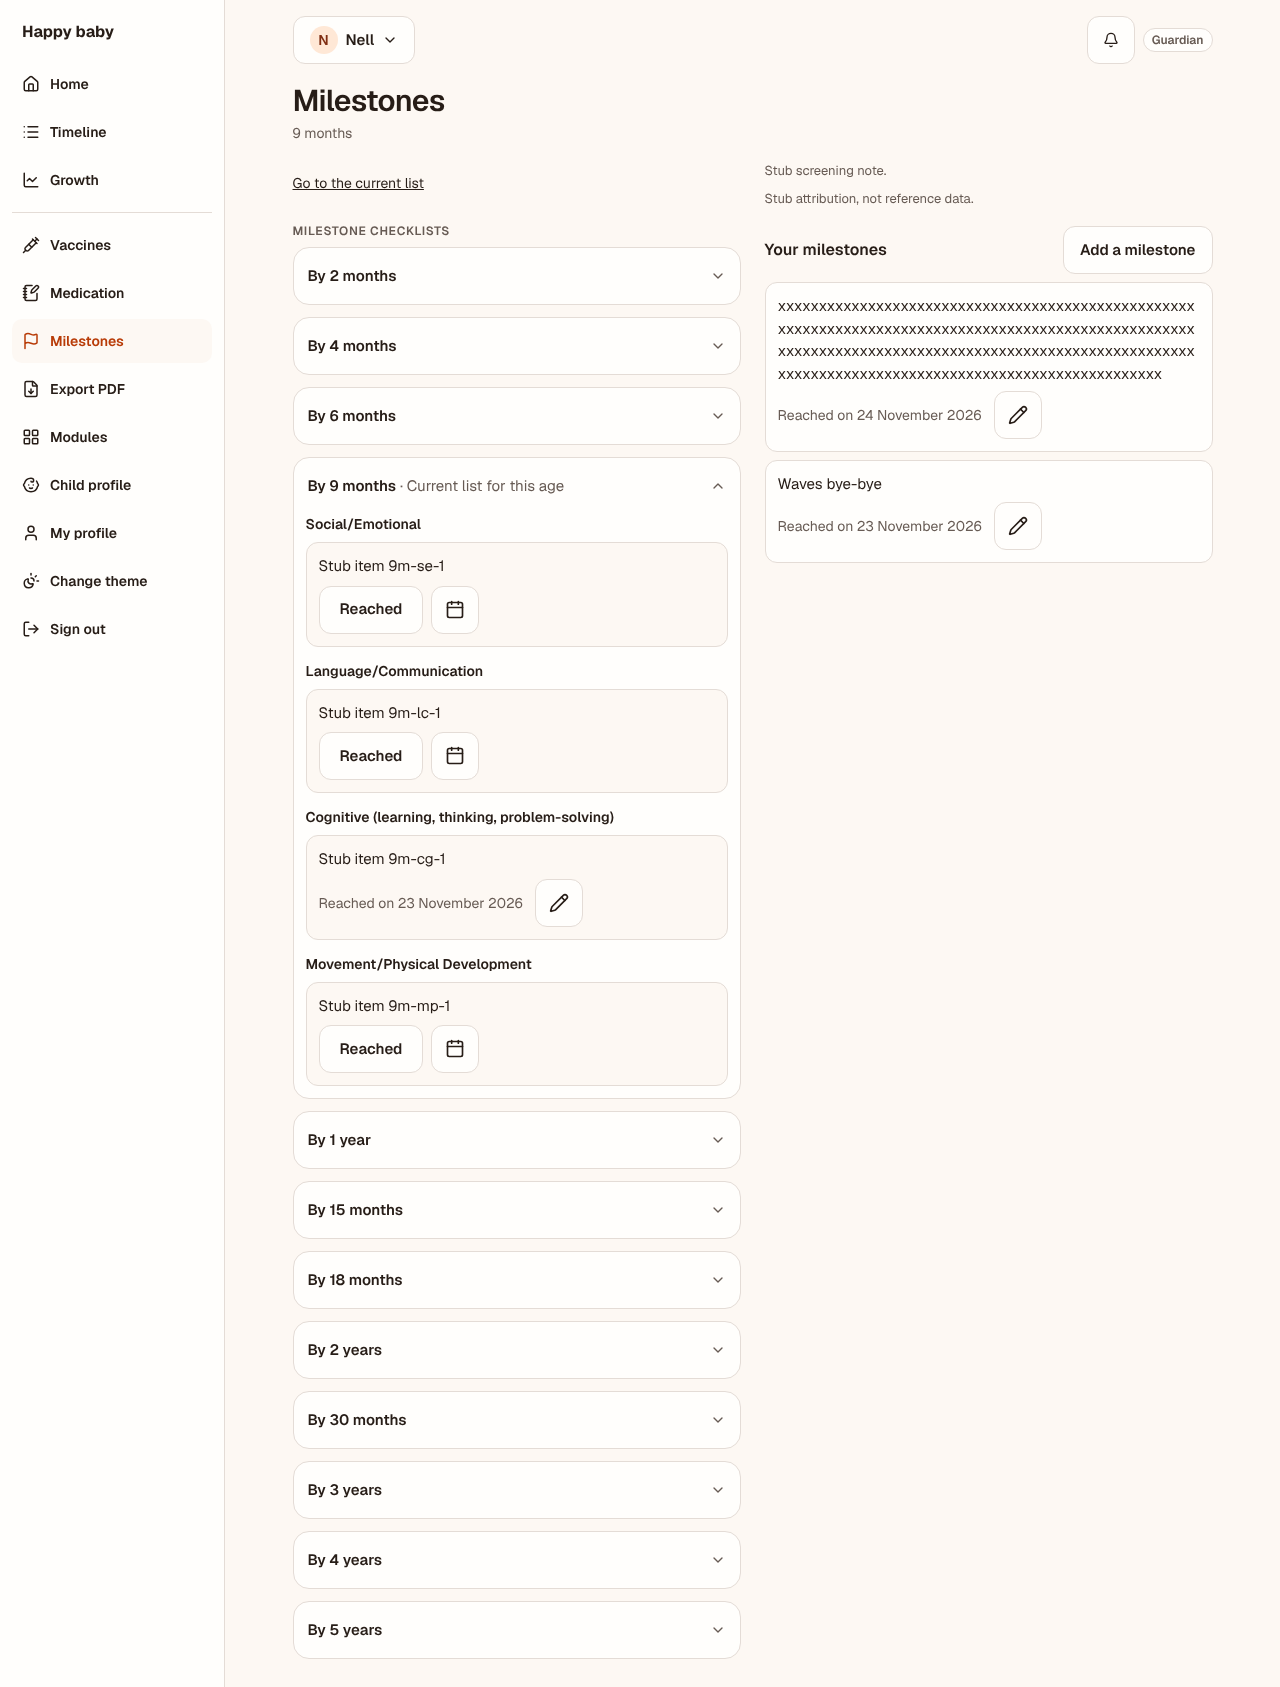 Happy baby
Home
Timeline
Growth
Vaccines
Medication
Milestones
Export PDF
Modules
Child profile
My profile
Change theme
Sign out
N Nell
Guardian
Milestones
9 months
Go to the current list
MILESTONE CHECKLISTS
By 2 months
By 4 months
By 6 months
By 9 months · Current list for this age
Social/Emotional
Stub item 9m-se-1
Reached
Language/Communication
Stub item 9m-lc-1
Reached
Cognitive (learning, thinking, problem-solving)
Stub item 9m-cg-1
Reached on 23 November 2026
Movement/Physical Development
Stub item 9m-mp-1
Reached
By 1 year
By 15 months
By 18 months
By 2 years
By 30 months
By 3 years
By 4 years
By 5 years
Stub screening note.
Stub attribution, not reference data.
Your milestones
Add a milestone
xxxxxxxxxxxxxxxxxxxxxxxxxxxxxxxxxxxxxxxxxxxxxxxxxxx
xxxxxxxxxxxxxxxxxxxxxxxxxxxxxxxxxxxxxxxxxxxxxxxxxxx
xxxxxxxxxxxxxxxxxxxxxxxxxxxxxxxxxxxxxxxxxxxxxxxxxxx
xxxxxxxxxxxxxxxxxxxxxxxxxxxxxxxxxxxxxxxxxxxxxxx
Reached on 24 November 2026
Waves bye-bye
Reached on 23 November 2026